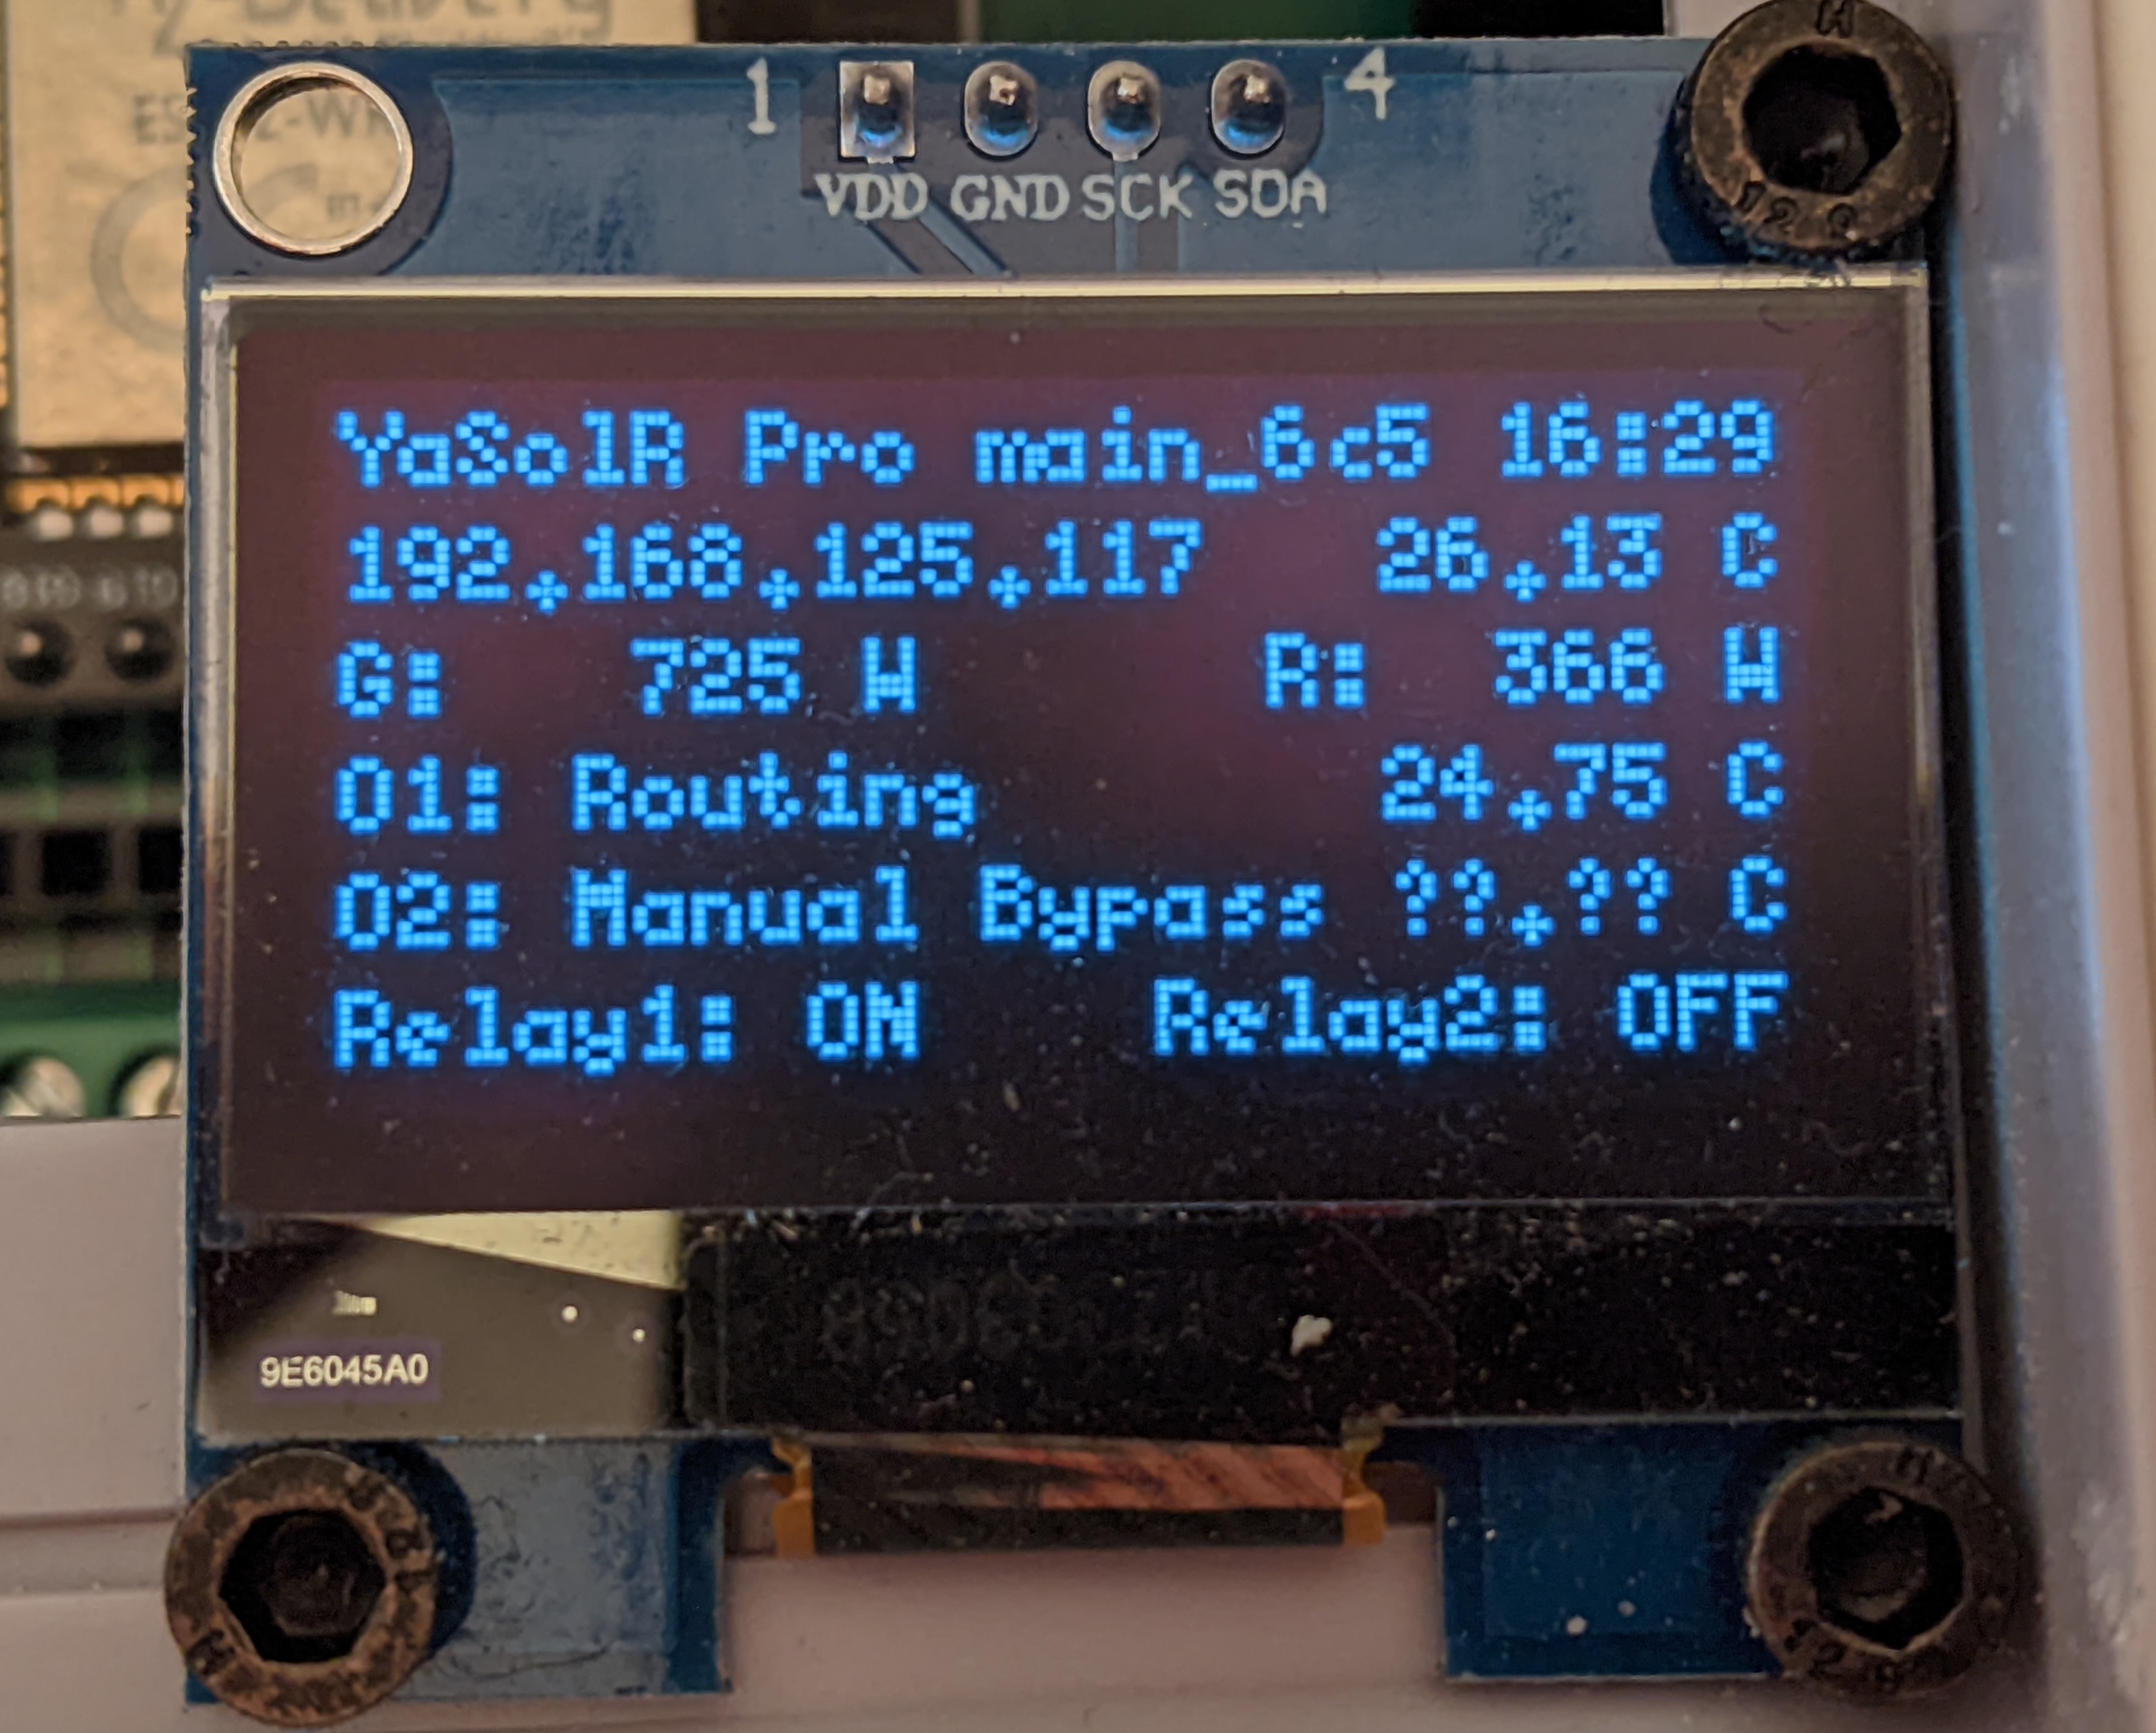 1 4
VDD GND SCK SDA
YaSolR Pro main_6c5 16:29
192.168.125.117 26.13 C
G: 725 W R: 366 W
O1: Routing 24.75 C
O2: Manual Bypass ??.?? C
Relay1: ON Relay2: OFF
9E6045A0